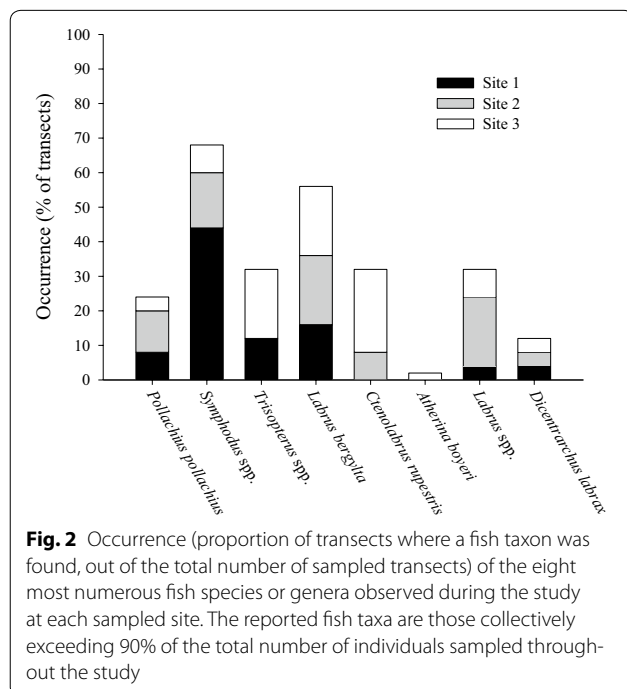 100
90
80
70
60
50
40
30
20
10
0
Occurrence (% of transects)
Site 1
Site 2
Site 3
Pollachius pollachius
Symphodus spp.
Trisopterus spp.
Labrus bergylta
Ctenolabrus rupestris
Atherina boyeri
Labrus spp.
Dicentrarchus labrax
Fig. 2 Occurrence (proportion of transects where a fish taxon was
found, out of the total number of sampled transects) of the eight
most numerous fish species or genera observed during the study
at each sampled site. The reported fish taxa are those collectively
exceeding 90% of the total number of individuals sampled through-
out the study